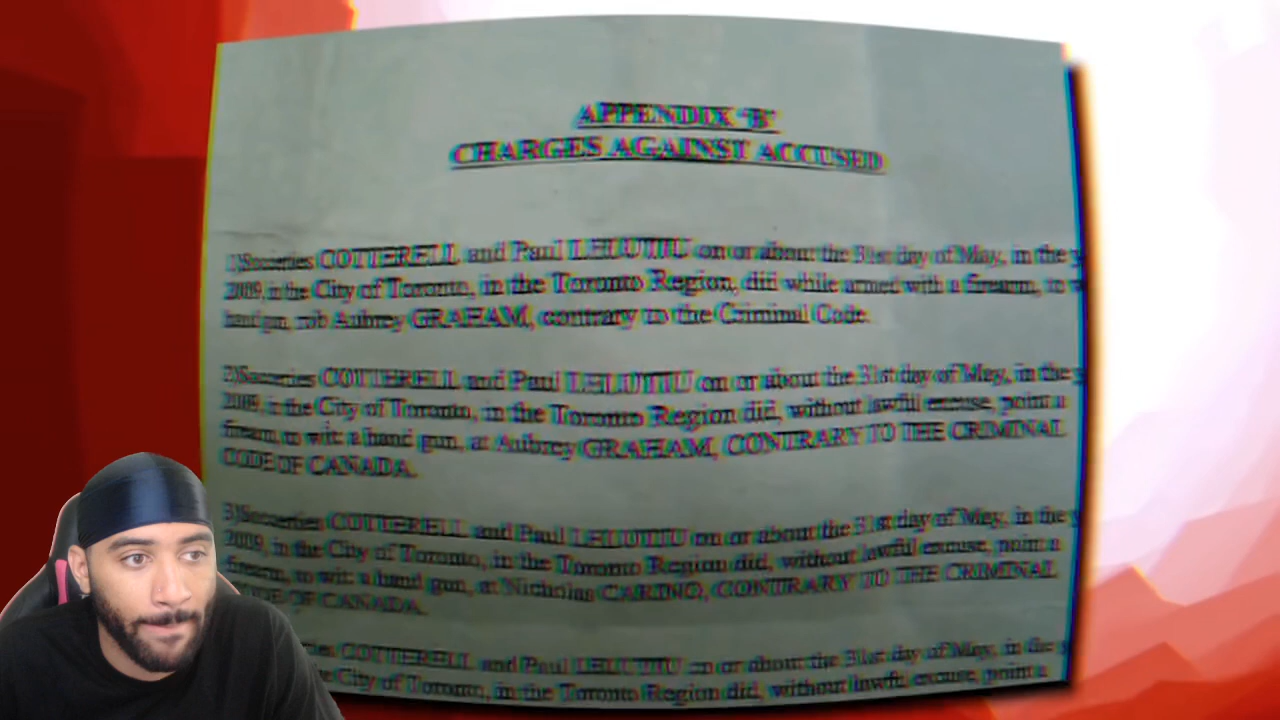 APPENDIX "B"
CHARGES AGAINST ACCUSED
COTTERELL and Paul on or about the 31st day of May, in the
2009, in the City of Toronto, in the Toronto Region, did while armed with a firearm, to
hand gun, rob Aubrey GRAHAM, contrary to the Criminal Code.
COTTERELL and Paul on or about the 31st day of May, in the
2009, in the City of Toronto, in the Toronto Region did, without lawful excuse, point a
firearm, to wit: a hand gun, at Aubrey GRAHAM, CONTRARY TO THE CRIMINAL
CODE OF CANADA.
COTTERELL and Paul on or about the 31st day of May, in the
2009, in the City of Toronto, in the Toronto Region did, without lawful excuse, point a
firearm, to wit: a hand gun, at Nicholas CONTRARY TO THE CRIMINAL
CODE OF CANADA.
COTTERELL and Paul on or about the 31st day of May, in the
the City of Toronto, in the Toronto Region did, without lawful excuse, point a